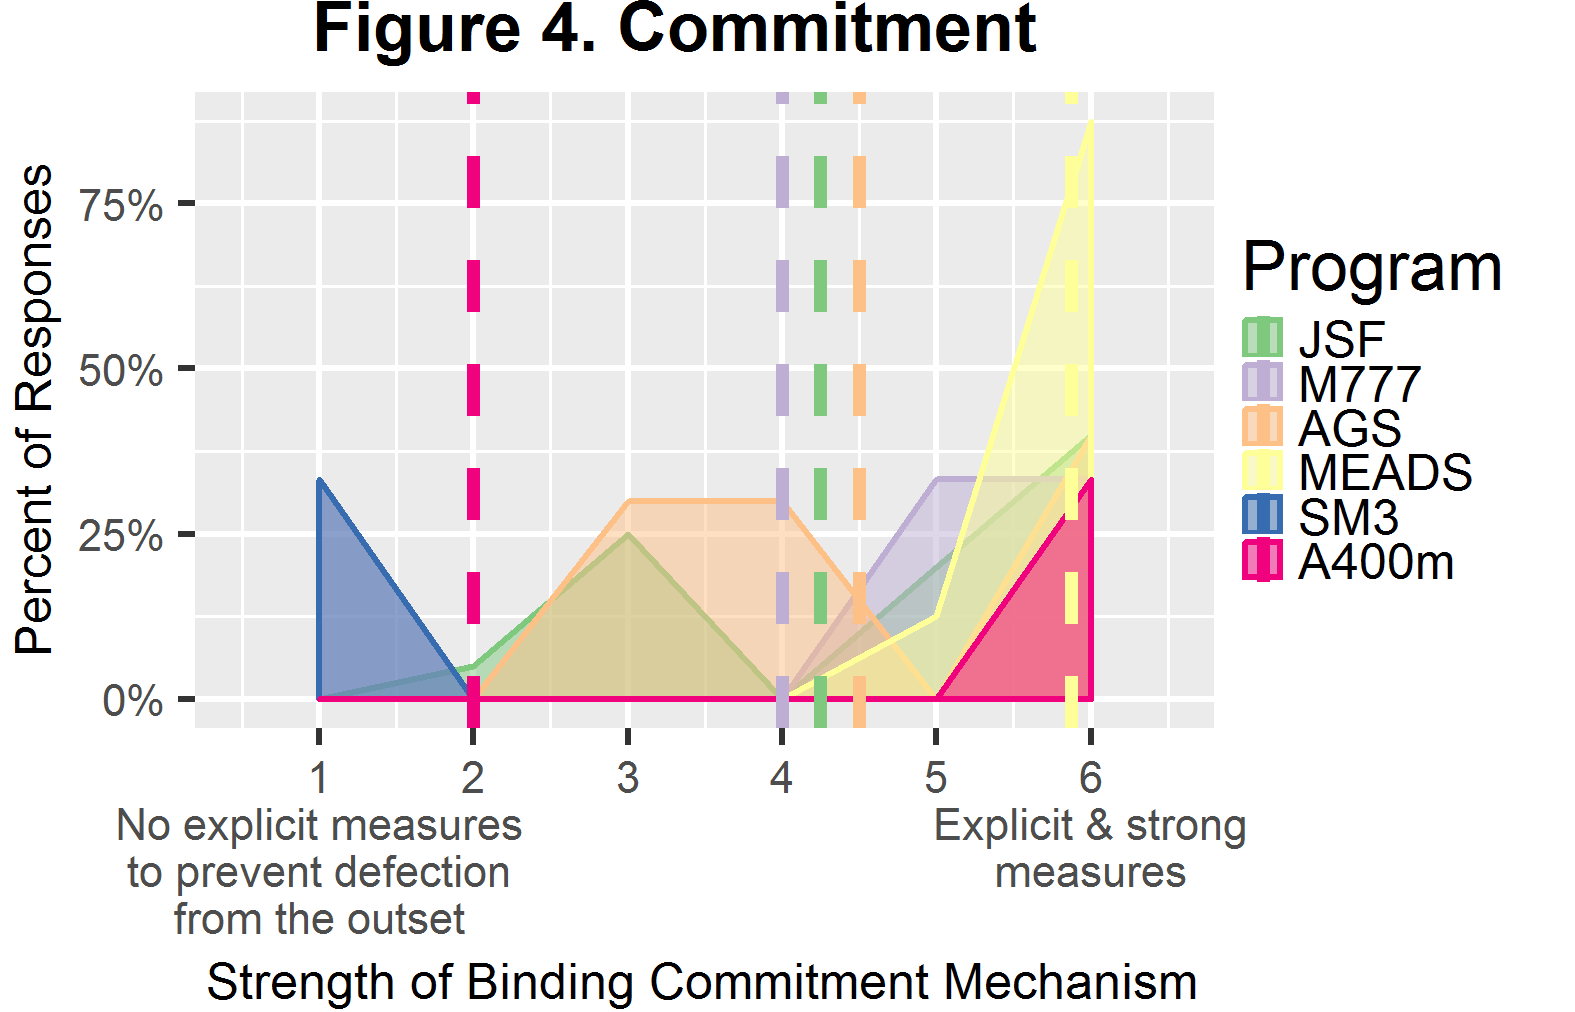 Figure 4. Commitment
Percent of Responses
75%
50%
25%
0%
1 2 3 4 5 6
No explicit measures
to prevent defection
from the outset
Explicit & strong
measures
Strength of Binding Commitment Mechanism
Program
JSF
M777
AGS
MEADS
SM3
A400m